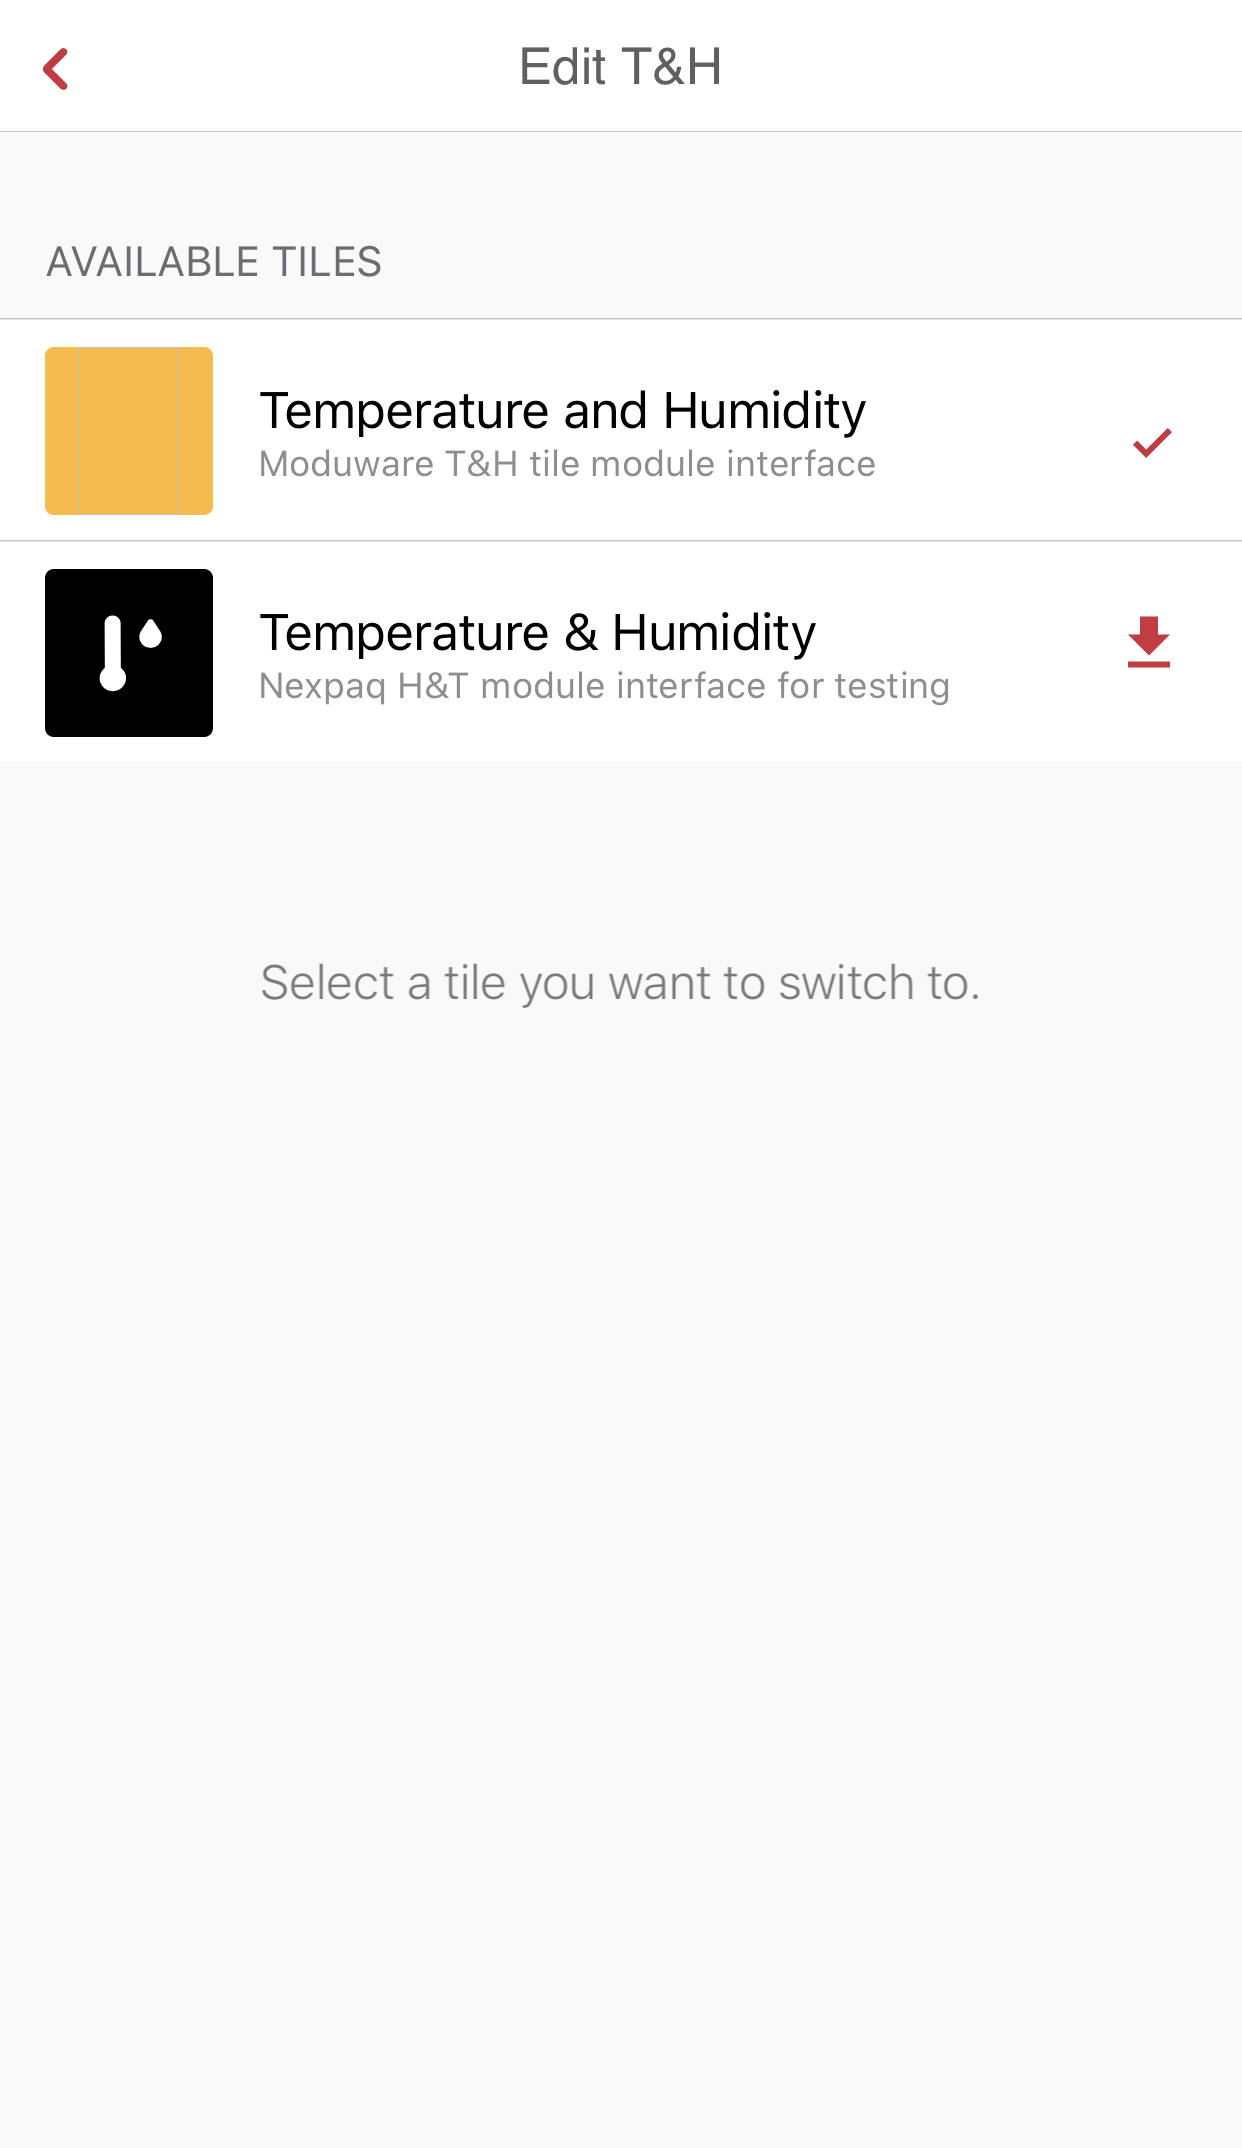 Edit T&H
AVAILABLE TILES
Temperature and Humidity
Moduware T&H tile module interface
Temperature & Humidity
Nexpaq H&T module interface for testing
Select a tile you want to switch to.